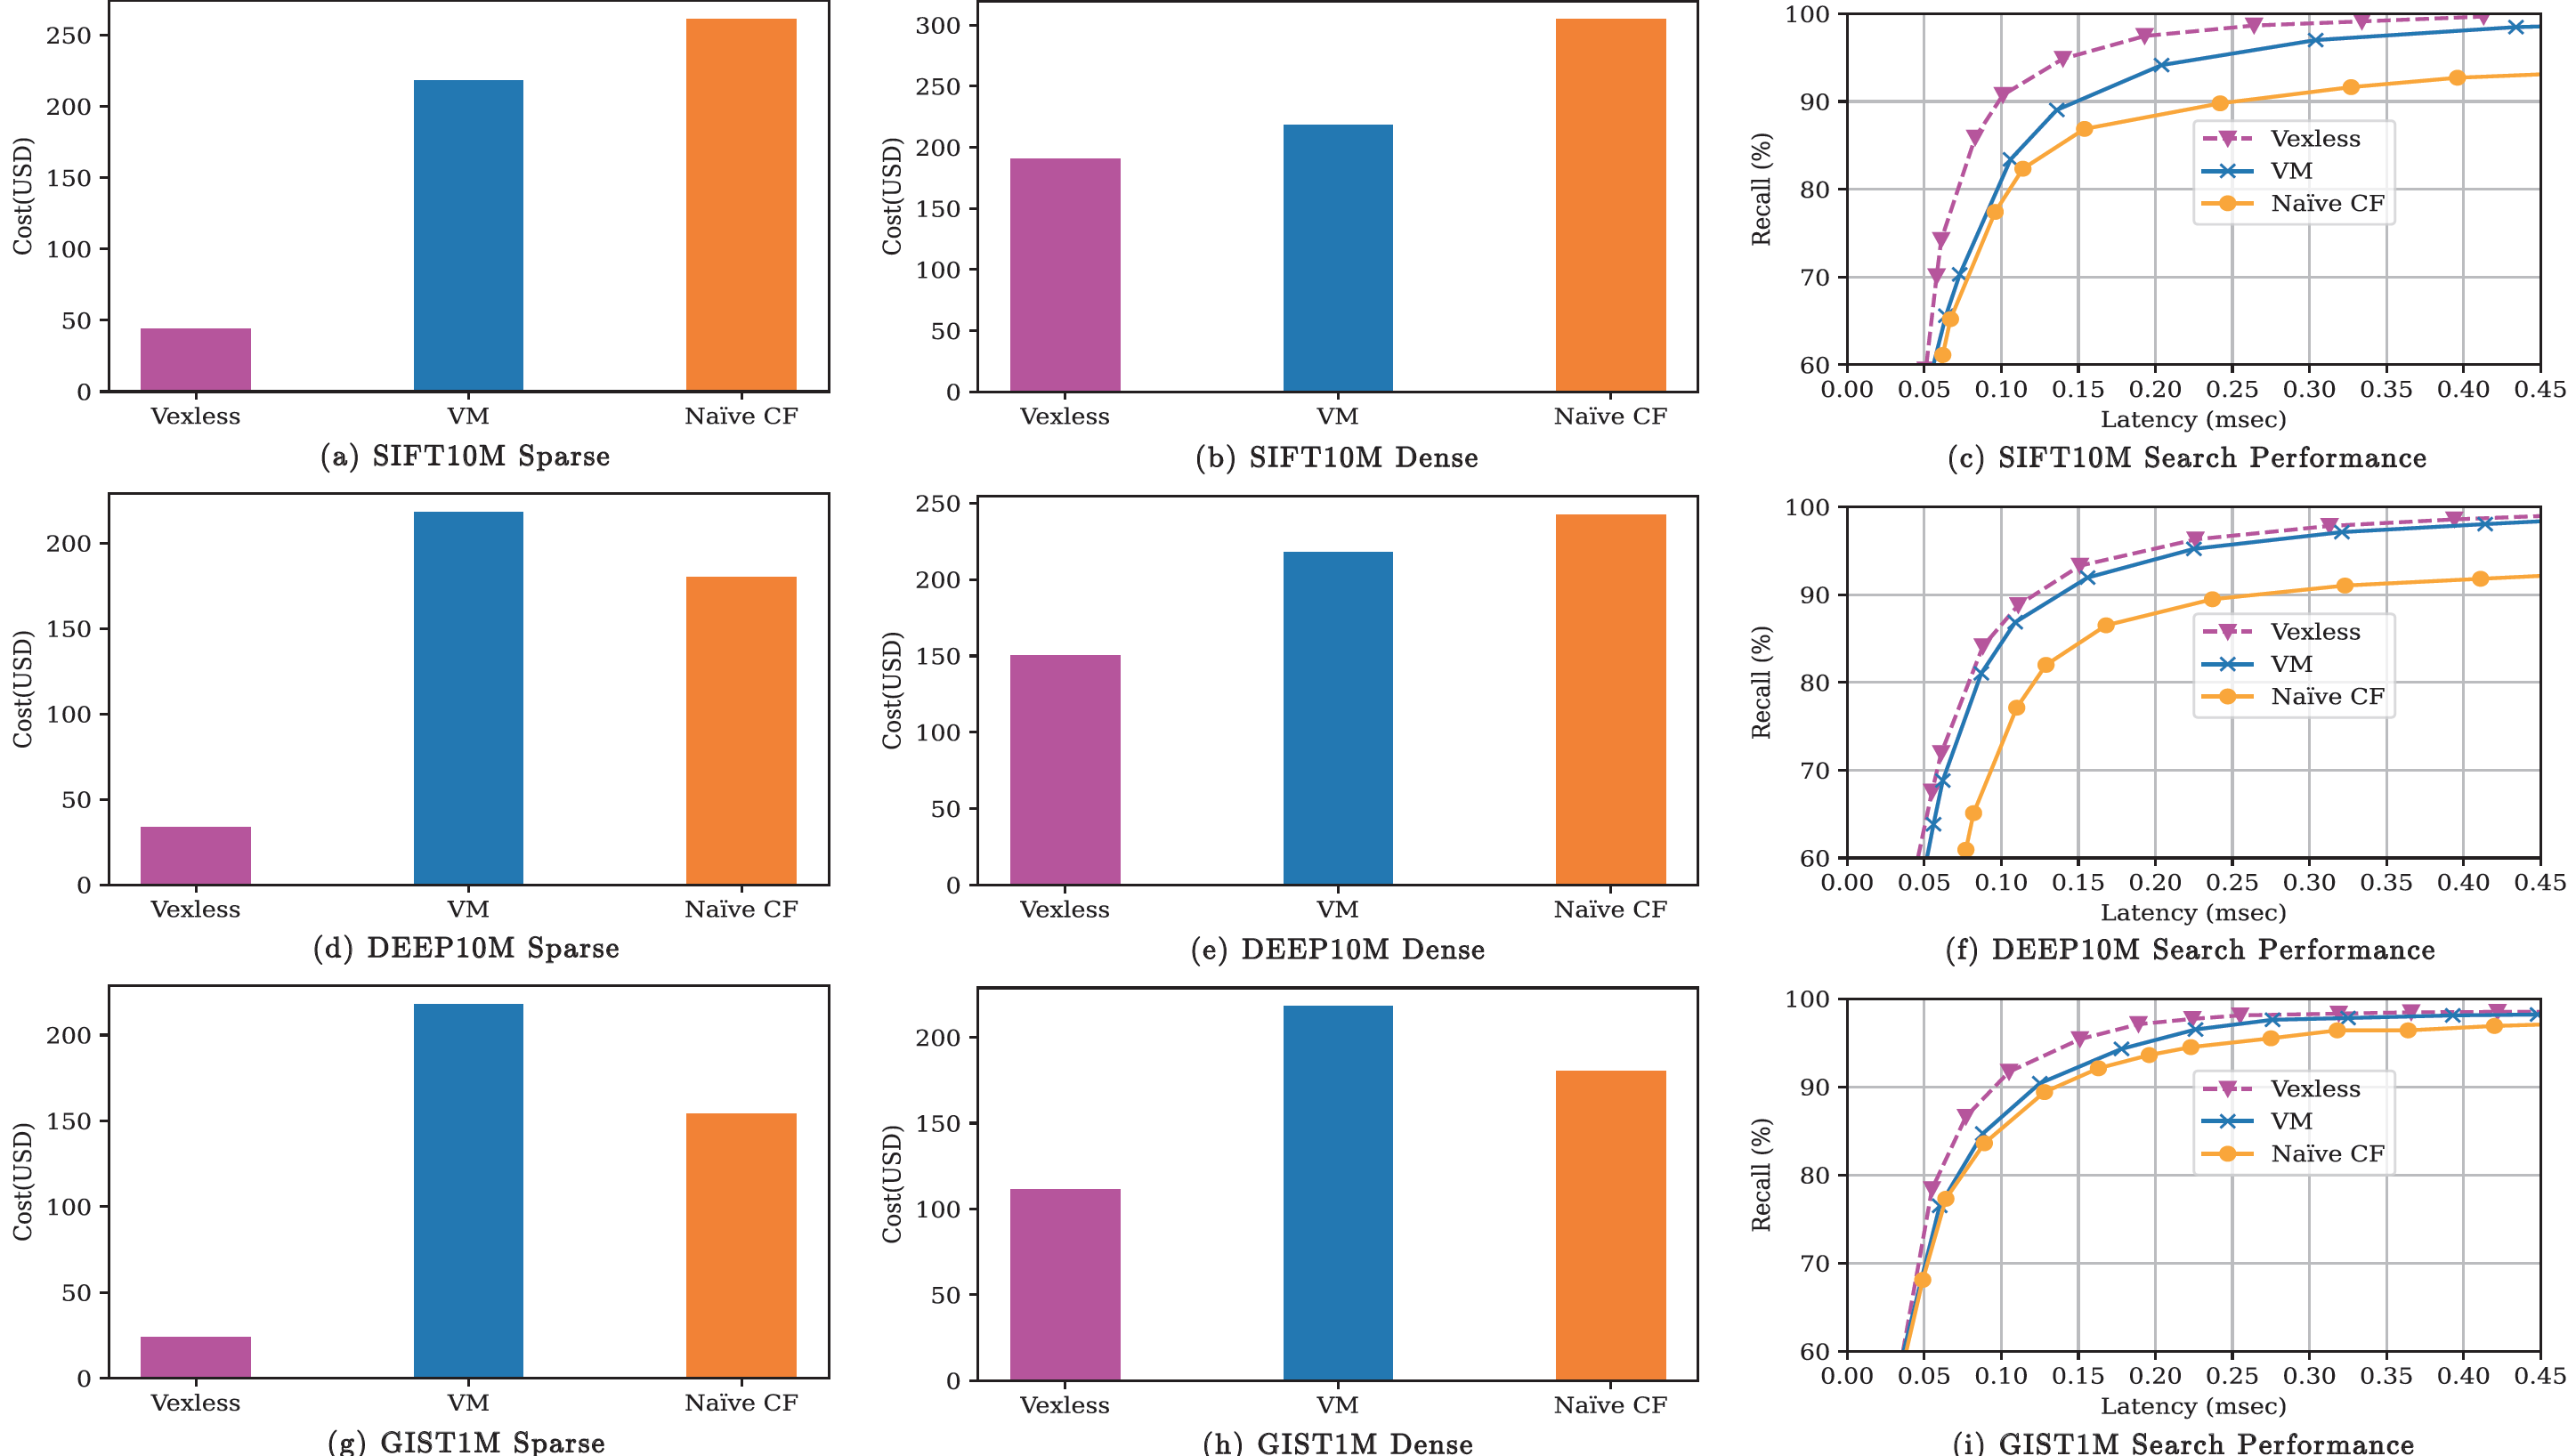 Cost(USD)
250
200
150
100
50
0
Vexless VM Naïve CF
(a) SIFT10M Sparse
Cost(USD)
300
250
200
150
100
50
0
Vexless VM Naïve CF
(b) SIFT10M Dense
Recall (%)
100
90
80
70
60
Vexless
VM
Naïve CF
0.00 0.05 0.10 0.15 0.20 0.25 0.30 0.35 0.40 0.45
Latency (msec)
(c) SIFT10M Search Performance
Cost(USD)
200
150
100
50
0
Vexless VM Naïve CF
(d) DEEP10M Sparse
Cost(USD)
250
200
150
100
50
0
Vexless VM Naïve CF
(e) DEEP10M Dense
Recall (%)
100
90
80
70
60
Vexless
VM
Naïve CF
0.00 0.05 0.10 0.15 0.20 0.25 0.30 0.35 0.40 0.45
Latency (msec)
(f) DEEP10M Search Performance
Cost(USD)
200
150
100
50
0
Vexless VM Naïve CF
(g) GIST1M Sparse
Cost(USD)
200
150
100
50
0
Vexless VM Naïve CF
(h) GIST1M Dense
Recall (%)
100
90
80
70
60
Vexless
VM
Naïve CF
0.00 0.05 0.10 0.15 0.20 0.25 0.30 0.35 0.40 0.45
Latency (msec)
(i) GIST1M Search Performance